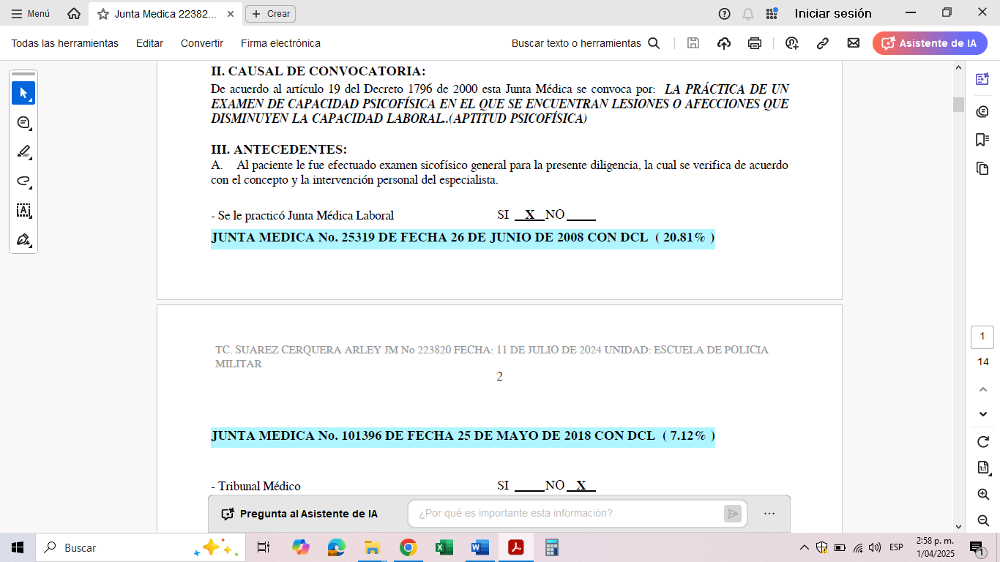 Menú
Junta Medica 22382...
Crear
Iniciar sesión
Todas las herramientas
Editar
Convertir
Firma electrónica
Buscar texto o herramientas
Asistente de IA
II. CAUSAL DE CONVOCATORIA:
De acuerdo al artículo 19 del Decreto 1796 de 2000 esta Junta Médica se convoca por: LA PRÁCTICA DE UN
EXAMEN DE CAPACIDAD PSICOFÍSICA EN EL QUE SE ENCUENTRAN LESIONES O AFECCIONES QUE
DISMINUYEN LA CAPACIDAD LABORAL..(APTITUD PSICOFÍSICA)
III. ANTECEDENTES:
A. Al paciente le fue efectuado examen sicofísico general para la presente diligencia, la cual se verifica de acuerdo
con el concepto y la intervención personal del especialista.
- Se le practicó Junta Médica Laboral SI __X__NO____
JUNTA MEDICA No. 25319 DE FECHA 26 DE JUNIO DE 2008 CON DCL ( 20.81% )
TC. SUAREZ CERQUERA ARLEY JM No 223820 FECHA: 11 DE JULIO DE 2024 UNIDAD: ESCUELA DE POLICIA
MILITAR
2
JUNTA MEDICA No. 101396 DE FECHA 25 DE MAYO DE 2018 CON DCL ( 7.12% )
- Tribunal Médico SI ____NO__X__
Pregunta al Asistente de IA
¿Por qué es importante esta información?
1
14
1:1
Buscar
ESP
2:58 p. m.
1/04/2025
1